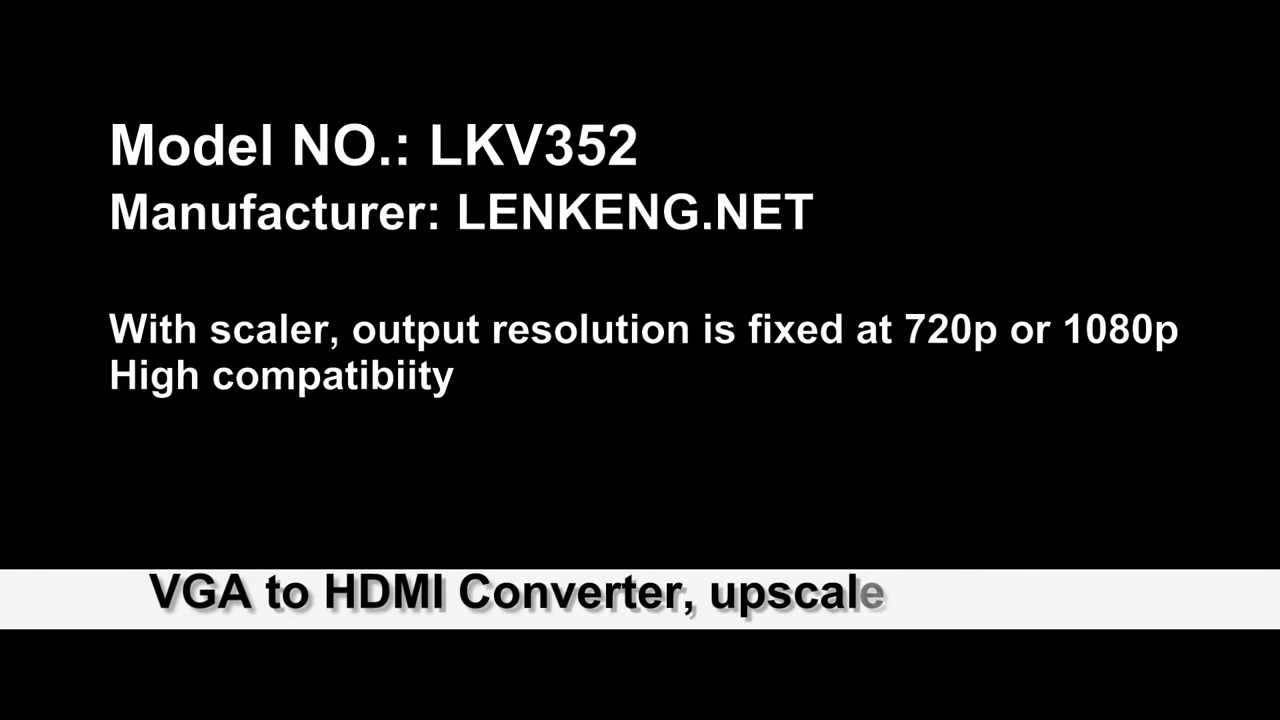 Model NO.: LKV352
Manufacturer: LENKENG.NET
With scaler, output resolution is fixed at 720p or 1080p
High compatibiity
VGA to HDMI Converter, upscale